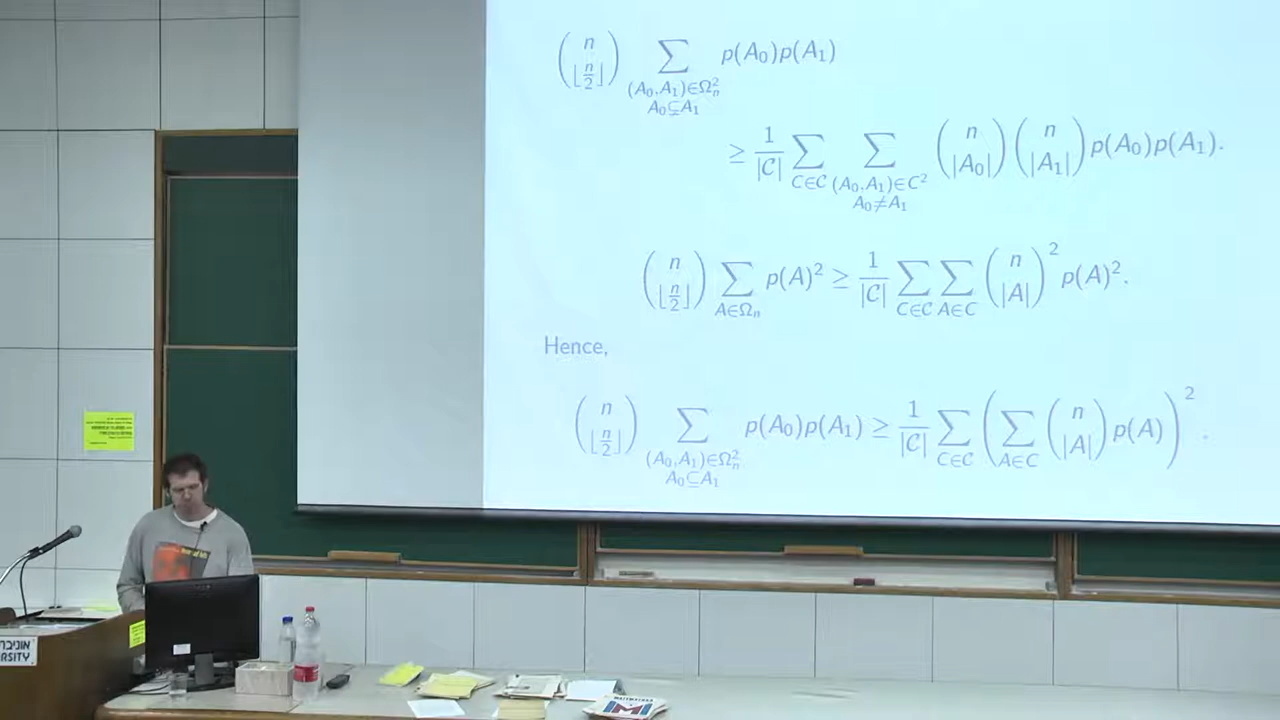 \binom{n}{\lfloor \frac{n}{2} \rfloor} \sum_{\substack{(A_0,A_1)\in\Omega_n^2 \\ A_0 \subsetneq A_1}} p(A_0)p(A_1)
\geq \frac{1}{|\mathcal{C}|} \sum_{C\in\mathcal{C}} \sum_{\substack{(A_0,A_1)\in C^2 \\ A_0 \neq A_1}} \binom{n}{|A_0|} \binom{n}{|A_1|} p(A_0)p(A_1).
\binom{n}{\lfloor \frac{n}{2} \rfloor} \sum_{A\in\Omega_n} p(A)^2 \geq \frac{1}{|\mathcal{C}|} \sum_{C\in\mathcal{C}} \sum_{A\in C} \binom{n}{|A|}^2 p(A)^2.
Hence,
\binom{n}{\lfloor \frac{n}{2} \rfloor} \sum_{\substack{(A_0,A_1)\in\Omega_n^2 \\ A_0 \subseteq A_1}} p(A_0)p(A_1) \geq \frac{1}{|\mathcal{C}|} \sum_{C\in\mathcal{C}} \left( \sum_{A\in C} \binom{n}{|A|} p(A) \right)^2.
אוניבר
RSITY